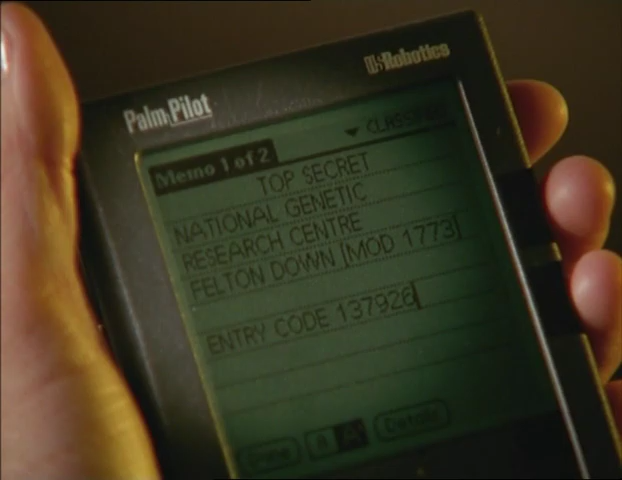 PalmPilot
U.S.Robotics
Memo 1 of 2
TOP SECRET
NATIONAL GENETIC
RESEARCH CENTRE
FELTON DOWN [MOD 1773]
ENTRY CODE 137926
Done
Details